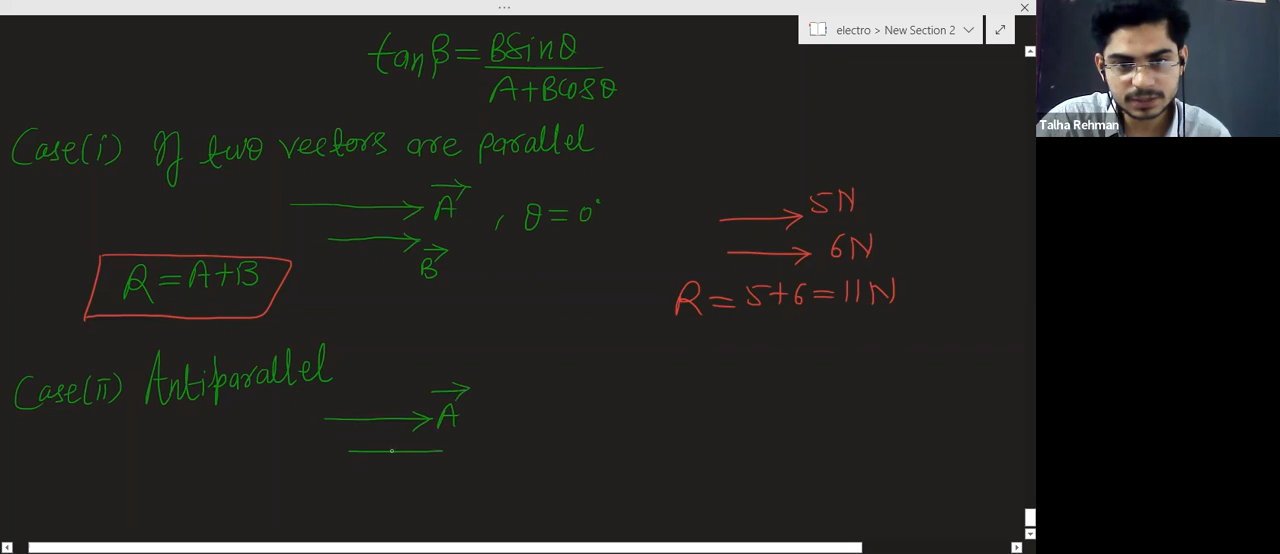 electro > New Section 2
Talha Rehman
tanβ = Bsinθ / A+Bcosθ
Case(i) If two vectors are parallel
A⃗ , θ = 0°
B⃗
R = A+B
5N
6N
R = 5+6 = 11N
Case(ii) Antiparallel
A⃗